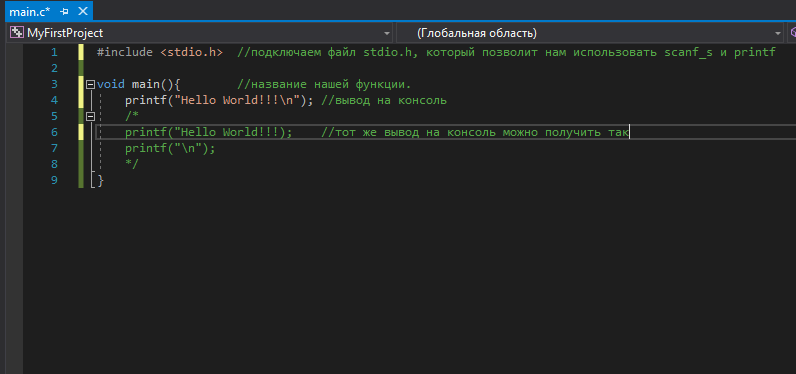 main.c*
MyFirstProject (Глобальная область)
1 #include <stdio.h> //подключаем файл stdio.h, который позволит нам использовать scanf_s и printf
2
3 void main(){ //название нашей функции.
4 printf("Hello World!!!\n"); //вывод на консоль
5 /*
6 printf("Hello World!!!); //тот же вывод на консоль можно получить так
7 printf("\n");
8 */
9 }